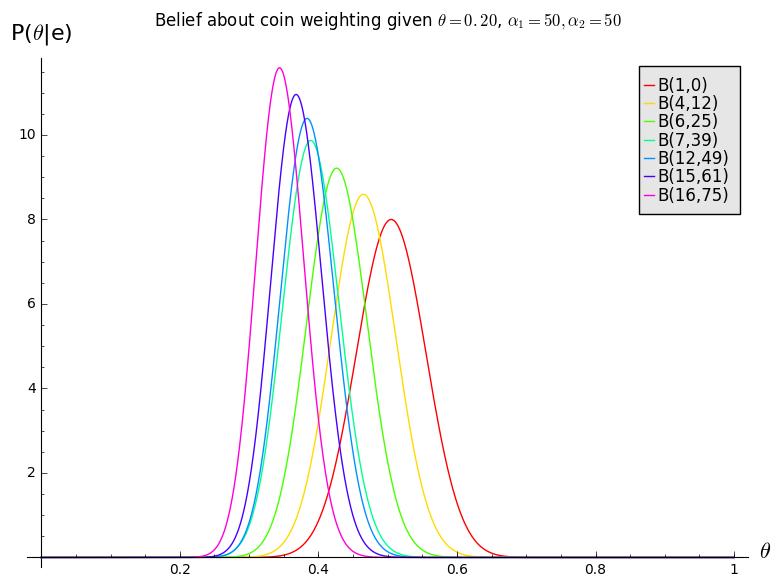 Belief about coin weighting given θ=0.20, α₁=50, α₂=50
P(θ|e)
B(1,0)
B(4,12)
B(6,25)
B(7,39)
B(12,49)
B(15,61)
B(16,75)
10
8
6
4
2
0.2 0.4 0.6 0.8 1
θ